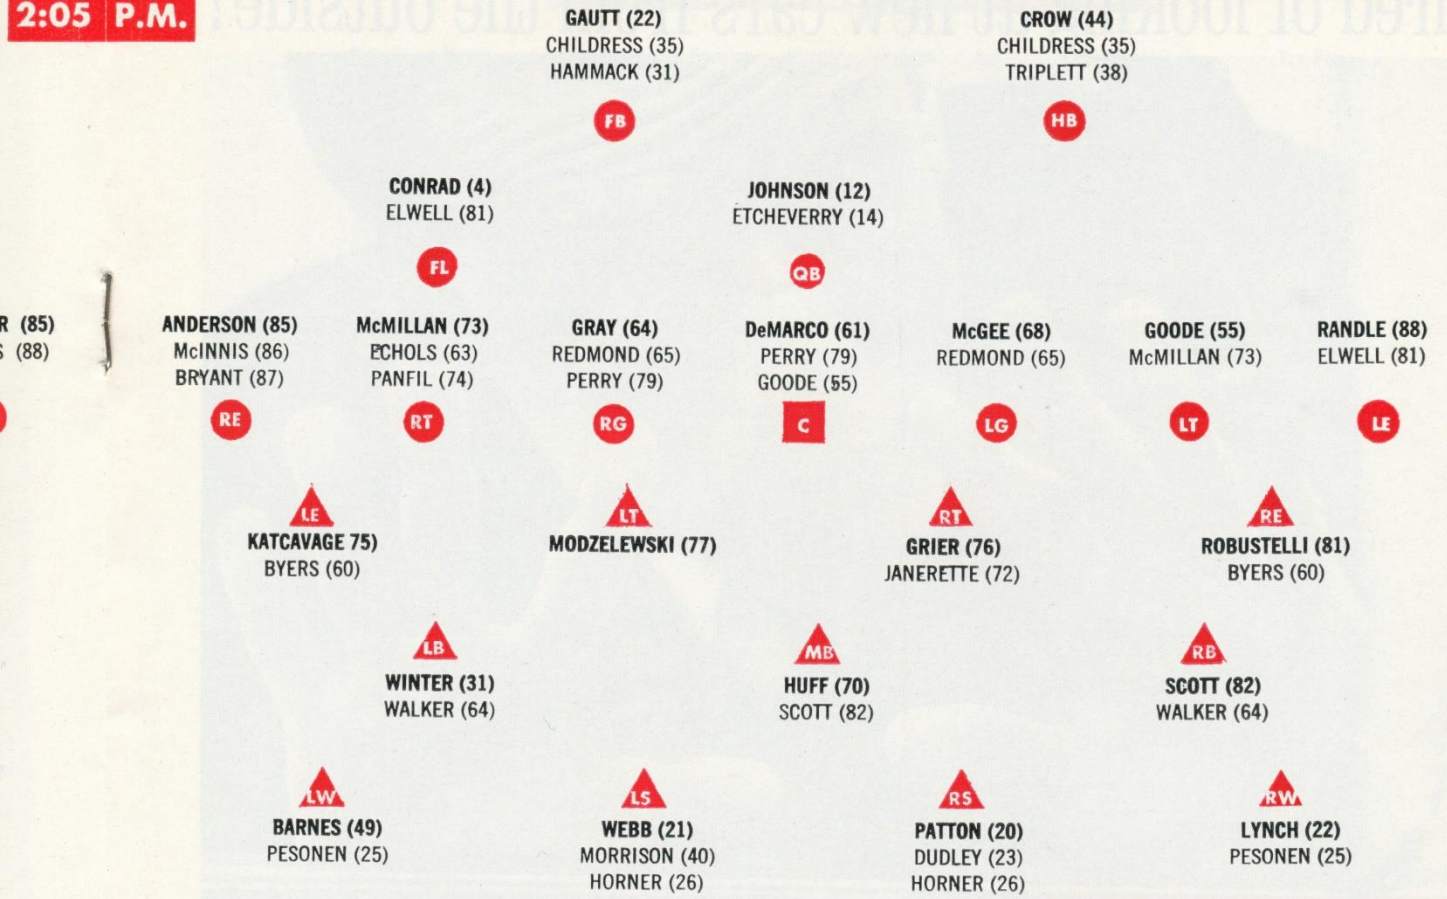 2:05 P.M.
GAUTT (22)
CHILDRESS (35)
HAMMACK (31)
FB
CROW (44)
CHILDRESS (35)
TRIPLETT (38)
HB
CONRAD (4)
ELWELL (81)
FL
JOHNSON (12)
ETCHEVERRY (14)
QB
R (85)
S (88)
ANDERSON (85)
McINNIS (86)
BRYANT (87)
RE
McMILLAN (73)
ECHOLS (63)
PANFIL (74)
RT
GRAY (64)
REDMOND (65)
PERRY (79)
RG
DeMARCO (61)
PERRY (79)
GOODE (55)
C
McGEE (68)
REDMOND (65)
LG
GOODE (55)
McMILLAN (73)
LT
RANDLE (88)
ELWELL (81)
LE
LE
KATCAVAGE 75)
BYERS (60)
LT
MODZELEWSKI (77)
RT
GRIER (76)
JANERETTE (72)
RE
ROBUSTELLI (81)
BYERS (60)
LB
WINTER (31)
WALKER (64)
MB
HUFF (70)
SCOTT (82)
RB
SCOTT (82)
WALKER (64)
LW
BARNES (49)
PESONEN (25)
LS
WEBB (21)
MORRISON (40)
HORNER (26)
RS
PATTON (20)
DUDLEY (23)
HORNER (26)
RW
LYNCH (22)
PESONEN (25)